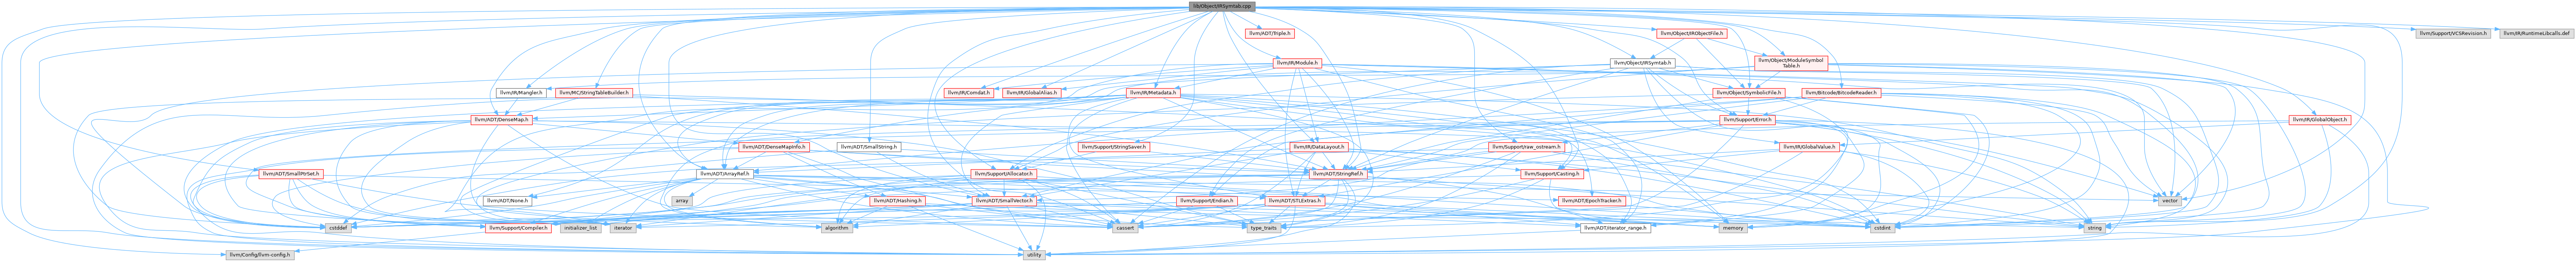 lib/Object/IRSymtab.cpp
llvm/ADT/Triple.h
llvm/Object/IRObjectFile.h
llvm/Support/VCSRevision.h
llvm/IR/RuntimeLibcalls.def
llvm/IR/Module.h
llvm/Object/IRSymtab.h
llvm/Object/ModuleSymbol
Table.h
llvm/IR/Mangler.h
llvm/MC/StringTableBuilder.h
llvm/IR/Comdat.h
llvm/IR/GlobalAlias.h
llvm/IR/Metadata.h
llvm/Object/SymbolicFile.h
llvm/Bitcode/BitcodeReader.h
llvm/ADT/DenseMap.h
llvm/Support/Error.h
llvm/IR/GlobalObject.h
llvm/ADT/DenseMapInfo.h
llvm/ADT/SmallString.h
llvm/Support/StringSaver.h
llvm/IR/DataLayout.h
llvm/Support/raw_ostream.h
llvm/IR/GlobalValue.h
llvm/ADT/SmallPtrSet.h
llvm/ADT/ArrayRef.h
llvm/Support/Allocator.h
llvm/ADT/StringRef.h
llvm/Support/Casting.h
llvm/ADT/None.h
array
llvm/ADT/Hashing.h
llvm/ADT/SmallVector.h
llvm/Support/Endian.h
llvm/ADT/STLExtras.h
llvm/ADT/EpochTracker.h
vector
cstddef
llvm/Support/Compiler.h
initializer_list
iterator
algorithm
cassert
type_traits
llvm/ADT/iterator_range.h
memory
cstdint
string
llvm/Config/llvm-config.h
utility